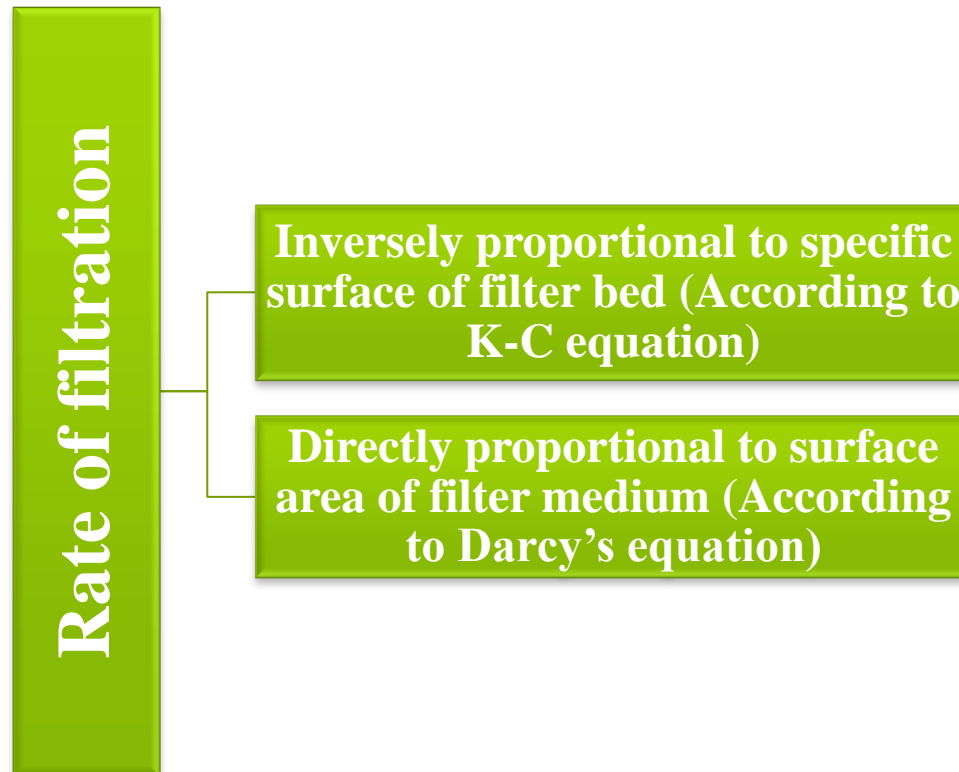 Rate of filtration
Inversely proportional to specific
surface of filter bed (According to
K-C equation)
Directly proportional to surface
area of filter medium (According
to Darcy’s equation)